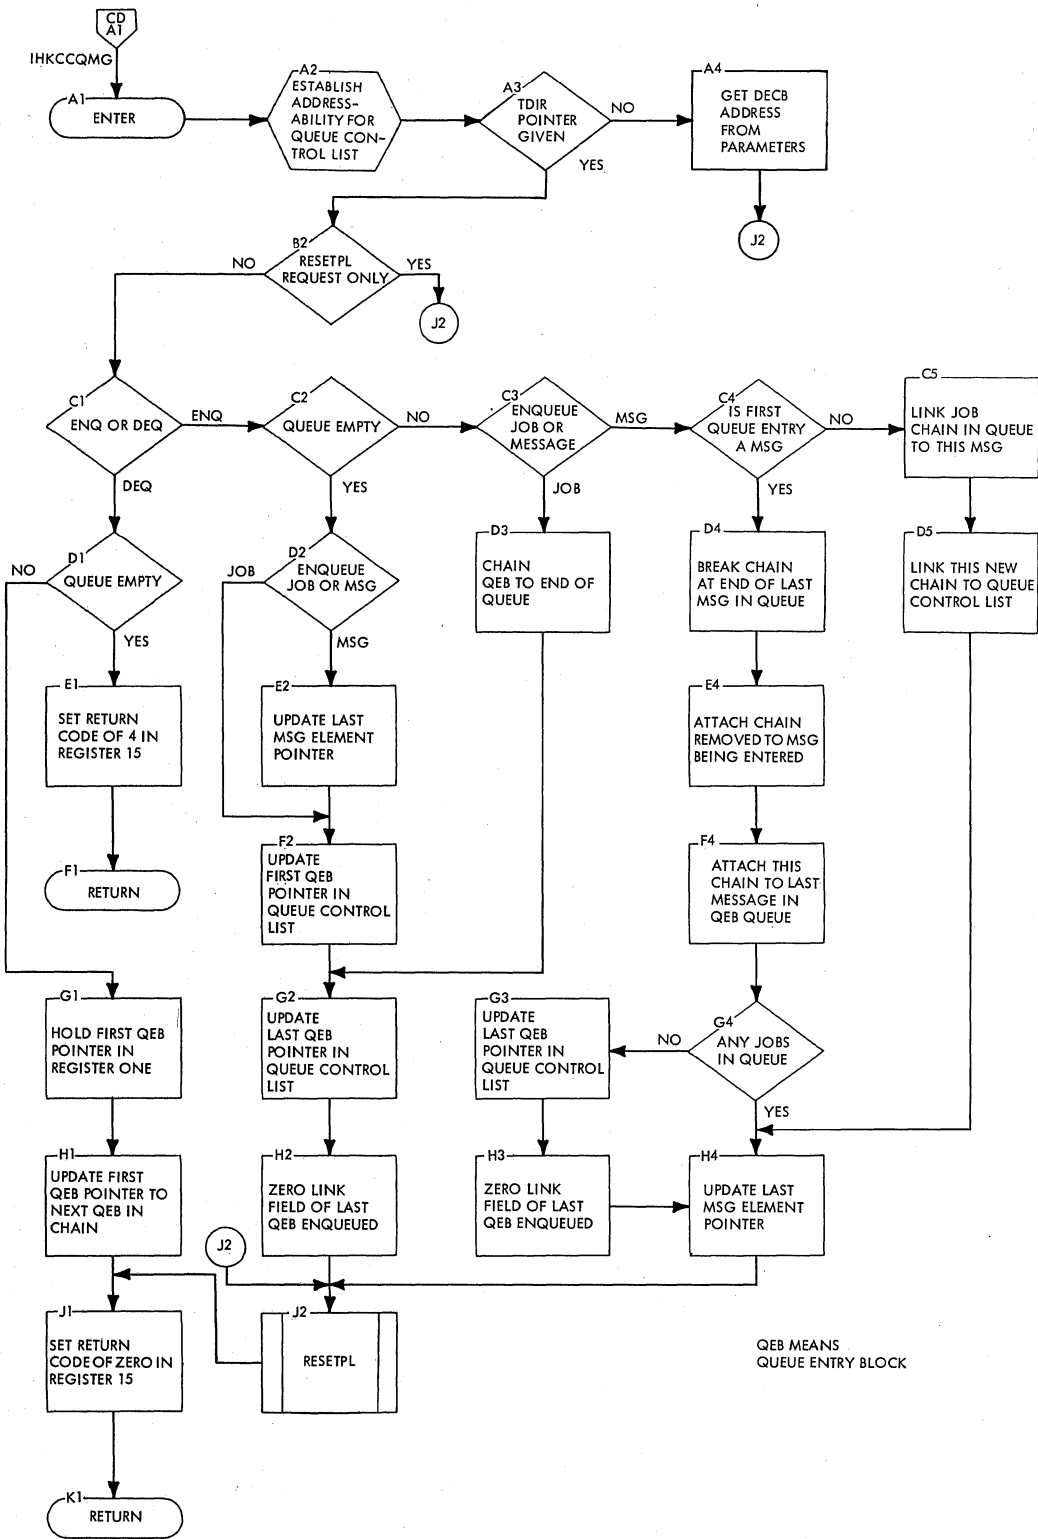 CD
A1
IHKCCQMG
A1
ENTER
A2
ESTABLISH
ADDRESS-
ABILITY FOR
QUEUE CON-
TROL LIST
A3
TDIR
POINTER
GIVEN
NO
YES
A4
GET DECB
ADDRESS
FROM
PARAMETERS
J2
B2
RESETPL
REQUEST ONLY
NO
YES
J2
C1
ENQ OR DEQ
ENQ
DEQ
C2
QUEUE EMPTY
NO
YES
C3
ENQUEUE
JOB OR
MESSAGE
MSG
JOB
C4
IS FIRST
QUEUE ENTRY
A MSG
NO
YES
C5
LINK JOB
CHAIN IN QUEUE
TO THIS MSG
D1
QUEUE EMPTY
NO
YES
D2
ENQUEUE
JOB OR MSG
JOB
MSG
D3
CHAIN
QEB TO END OF
QUEUE
D4
BREAK CHAIN
AT END OF LAST
MSG IN QUEUE
D5
LINK THIS NEW
CHAIN TO QUEUE
CONTROL LIST
E1
SET RETURN
CODE OF 4 IN
REGISTER 15
E2
UPDATE LAST
MSG ELEMENT
POINTER
E4
ATTACH CHAIN
REMOVED TO MSG
BEING ENTERED
F1
RETURN
F2
UPDATE
FIRST QEB
POINTER IN
QUEUE CONTROL
LIST
F4
ATTACH THIS
CHAIN TO LAST
MESSAGE IN
QEB QUEUE
G1
HOLD FIRST QEB
POINTER IN
REGISTER ONE
G2
UPDATE
LAST QEB
POINTER IN
QUEUE CONTROL
LIST
G3
UPDATE
LAST QEB
POINTER IN
QUEUE CONTROL
LIST
G4
ANY JOBS
IN QUEUE
NO
YES
H1
UPDATE FIRST
QEB POINTER TO
NEXT QEB IN
CHAIN
H2
ZERO LINK
FIELD OF LAST
QEB ENQUEUED
H3
ZERO LINK
FIELD OF LAST
QEB ENQUEUED
H4
UPDATE LAST
MSG ELEMENT
POINTER
J2
J1
SET RETURN
CODE OF ZERO IN
REGISTER 15
J2
RESETPL
QEB MEANS
QUEUE ENTRY BLOCK
K1
RETURN